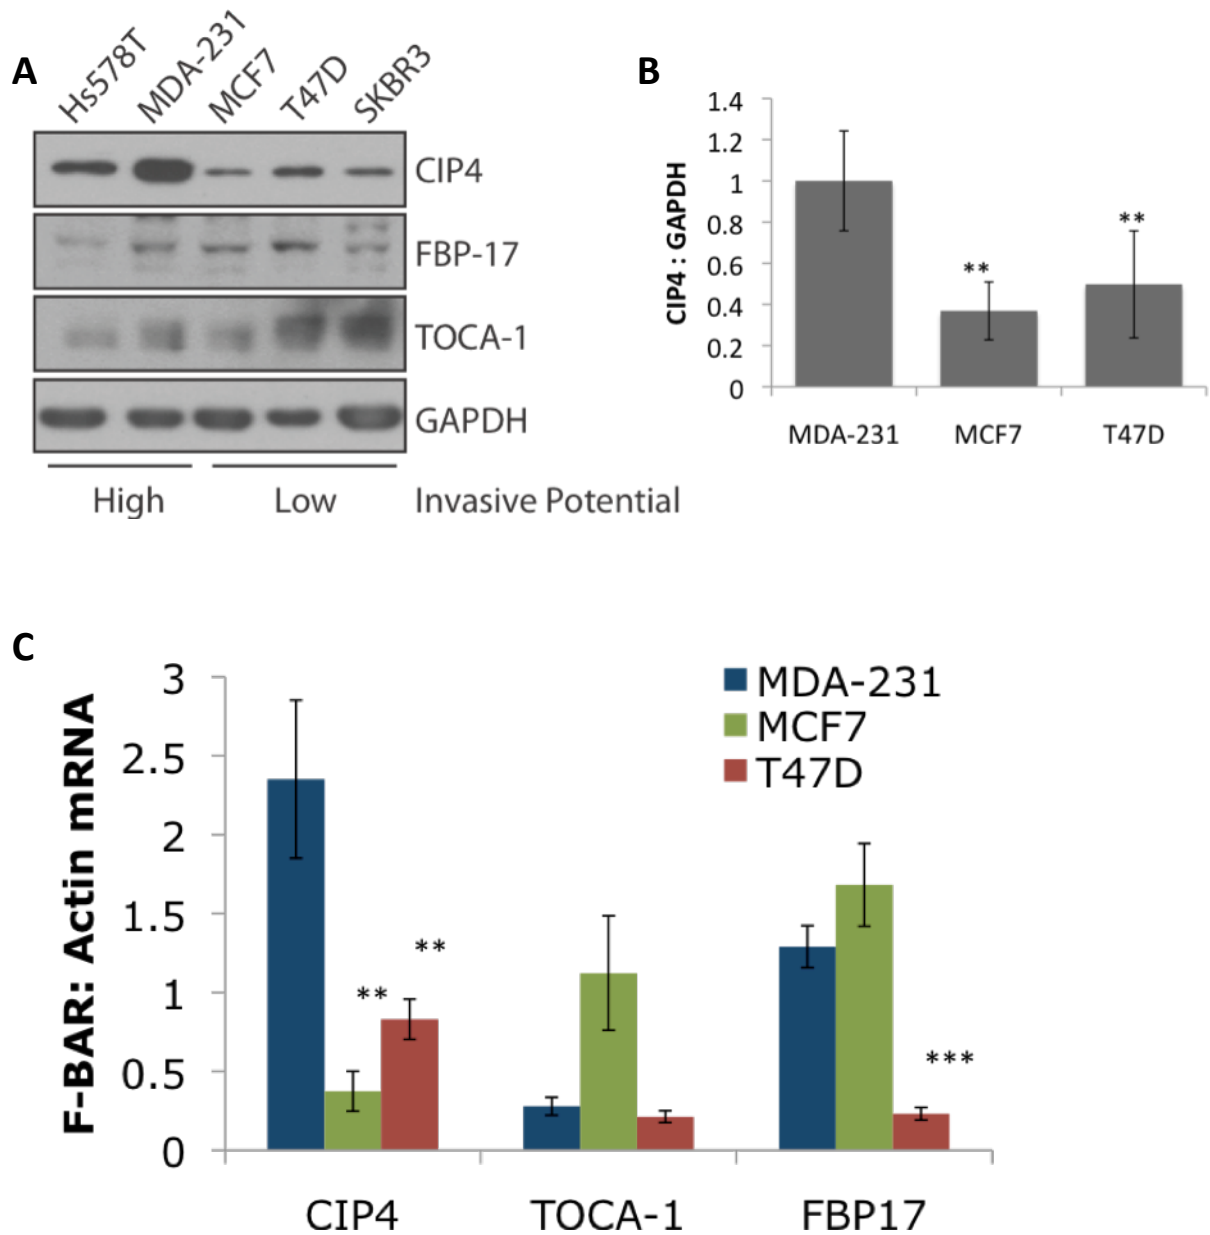 A
Hs578T
MDA-231
MCF7
T47D
SKBR3
CIP4
FBP-17
TOCA-1
GAPDH
High
Low
Invasive Potential
B
CIP4 : GAPDH
1.4
1.2
1
0.8
0.6
0.4
0.2
0
**
**
MDA-231
MCF7
T47D
C
F-BAR: Actin mRNA
3
2.5
2
1.5
1
0.5
0
MDA-231
MCF7
T47D
**
**
***
CIP4
TOCA-1
FBP17